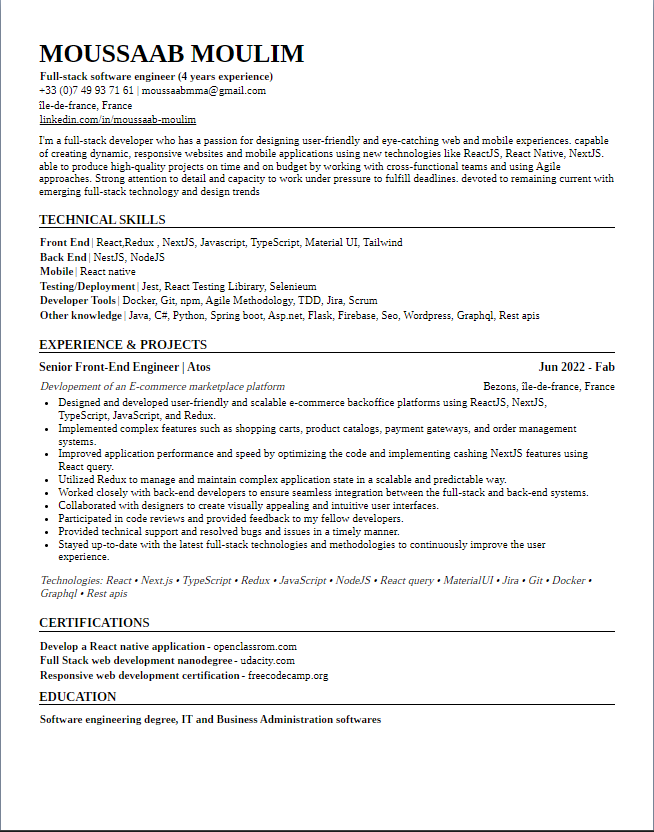 MOUSSAAB MOULIM
Full-stack software engineer (4 years experience)
+33 (0)7 49 93 71 61 | moussaabmma@gmail.com
île-de-france, France
linkedin.com/in/moussaab-moulim
I'm a full-stack developer who has a passion for designing user-friendly and eye-catching web and mobile experiences. capable
of creating dynamic, responsive websites and mobile applications using new technologies like ReactJS, React Native, NextJS.
able to produce high-quality projects on time and on budget by working with cross-functional teams and using Agile
approaches. Strong attention to detail and capacity to work under pressure to fulfill deadlines. devoted to remaining current with
emerging full-stack technology and design trends
TECHNICAL SKILLS
Front End | React,Redux , NextJS, Javascript, TypeScript, Material UI, Tailwind
Back End | NestJS, NodeJS
Mobile | React native
Testing/Deployment | Jest, React Testing Library, Selenieum
Developer Tools | Docker, Git, npm, Agile Methodology, TDD, Jira, Scrum
Other knowledge | Java, C#, Python, Spring boot, Asp.net, Flask, Firebase, Seo, Wordpress, Graphql, Rest apis
EXPERIENCE & PROJECTS
Senior Front-End Engineer | Atos Jun 2022 - Fab
Devlopement of an E-commerce marketplace platform Bezons, île-de-france, France
• Designed and developed user-friendly and scalable e-commerce backoffice platforms using ReactJS, NextJS,
TypeScript, JavaScript, and Redux.
• Implemented complex features such as shopping carts, product catalogs, payment gateways, and order management
systems.
• Improved application performance and speed by optimizing the code and implementing cashing NextJS features using
React query.
• Utilized Redux to manage and maintain complex application state in a scalable and predictable way.
• Worked closely with back-end developers to ensure seamless integration between the full-stack and back-end systems.
• Collaborated with designers to create visually appealing and intuitive user interfaces.
• Participated in code reviews and provided feedback to my fellow developers.
• Provided technical support and resolved bugs and issues in a timely manner.
• Stayed up-to-date with the latest full-stack technologies and methodologies to continuously improve the user
experience.
Technologies: React • Next.js • TypeScript • Redux • JavaScript • NodeJS • React query • MaterialUI • Jira • Git • Docker •
Graphql • Rest apis
CERTIFICATIONS
Develop a React native application - openclassrom.com
Full Stack web development nanodegree - udacity.com
Responsive web development certification - freecodecamp.org
EDUCATION
Software engineering degree, IT and Business Administration softwares